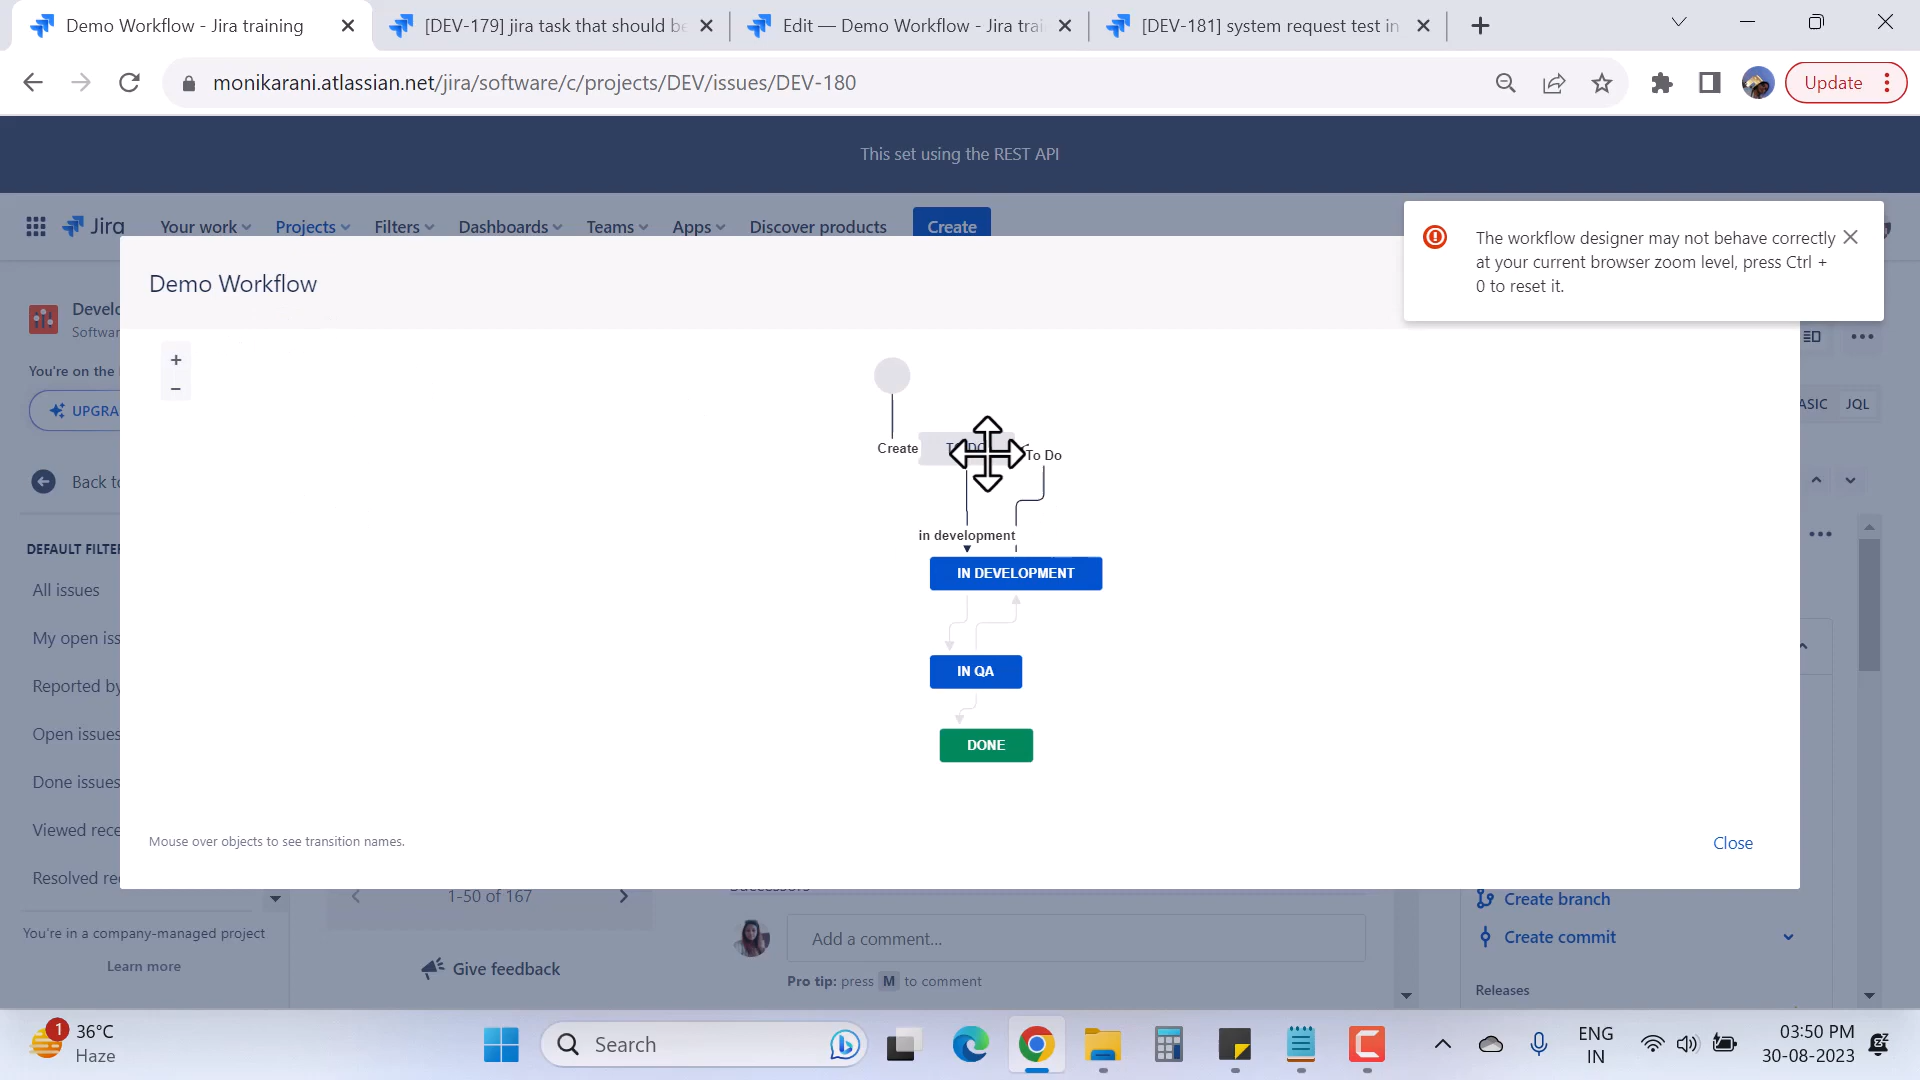 Demo Workflow - Jira training
[DEV-179] jira task that should be
Edit — Demo Workflow - Jira trai
[DEV-181] system request test in
monikarani.atlassian.net/jira/software/c/projects/DEV/issues/DEV-180
Update
This set using the REST API
Jira
Your work
Projects
Filters
Dashboards
Teams
Apps
Discover products
Create
The workflow designer may not behave correctly
at your current browser zoom level, press Ctrl +
0 to reset it.
Demo Workflow
Develo
Softwar
You're on the
UPGRA
ASIC
JQL
Back to
+
−
Create
To Do
in development
IN DEVELOPMENT
IN QA
DONE
DEFAULT FILTER
All issues
My open iss
Reported by
Open issues
Done issues
Viewed rece
Resolved re
Mouse over objects to see transition names.
Close
1-50 of 167
Give feedback
You're in a company-managed project
Learn more
Add a comment...
Pro tip: press M to comment
Create branch
Create commit
Releases
1
36°C
Haze
Search
ENG
IN
03:50 PM
30-08-2023